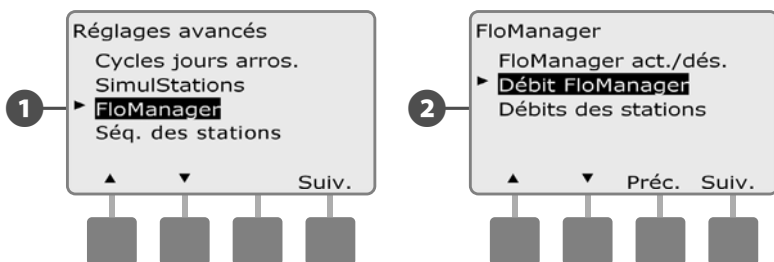 Réglages avancés
Cycles jours arros.
SimulStations
► FloManager
Séq. des stations
▲ ▼ Suiv.
1
FloManager
FloManager act./dés.
► Débit FloManager
Débits des stations
▲ ▼ Préc. Suiv.
2